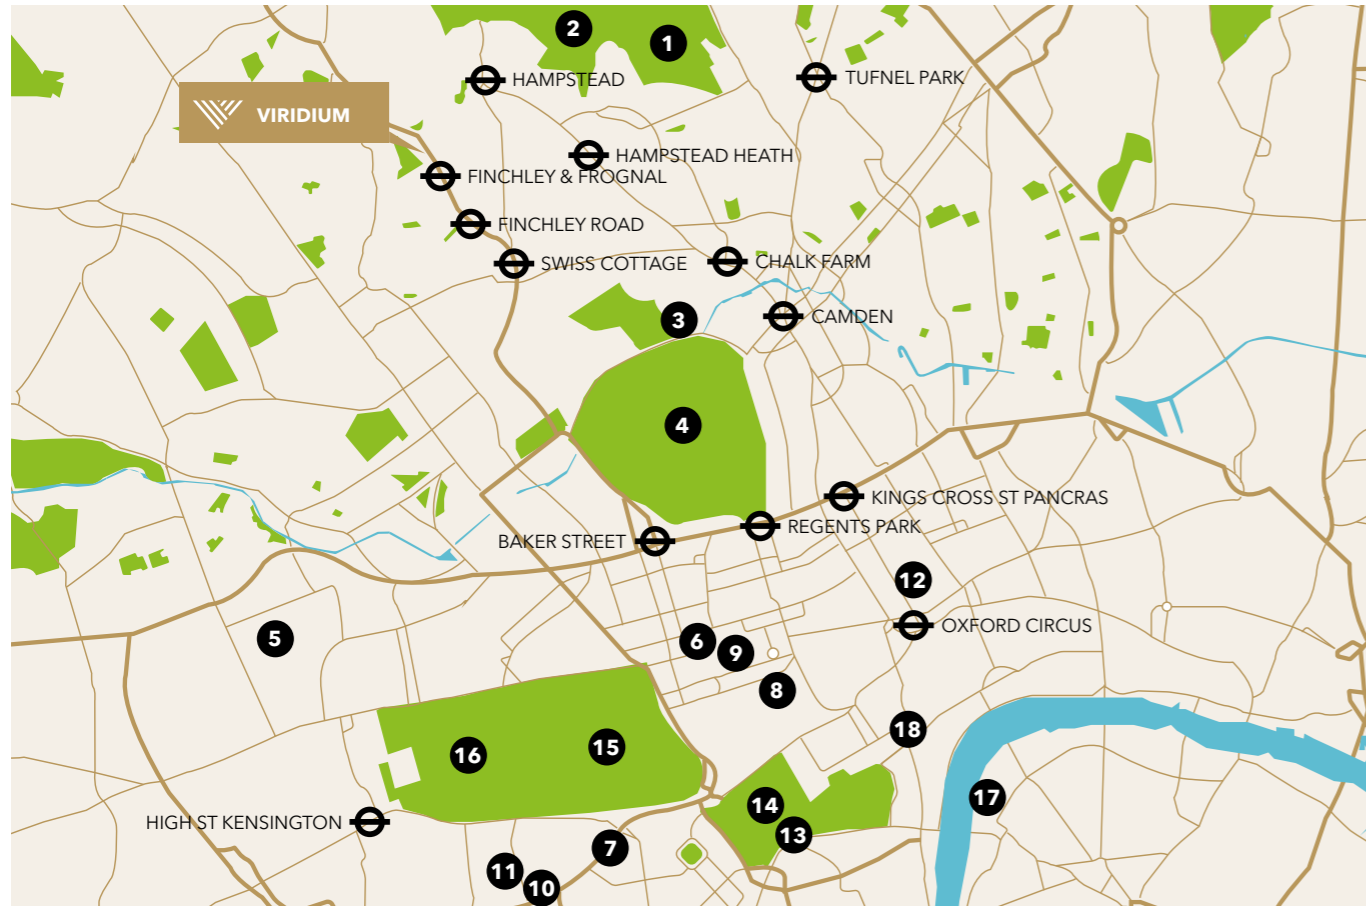 2
1
HAMPSTEAD
TUFNEL PARK
VIRIDIUM
HAMPSTEAD HEATH
FINCHLEY & FROGNAL
FINCHLEY ROAD
SWISS COTTAGE
CHALK FARM
3
CAMDEN
4
KINGS CROSS ST PANCRAS
REGENTS PARK
BAKER STREET
12
5
OXFORD CIRCUS
6
9
8
18
15
16
17
14
HIGH ST KENSINGTON
13
7
11
10